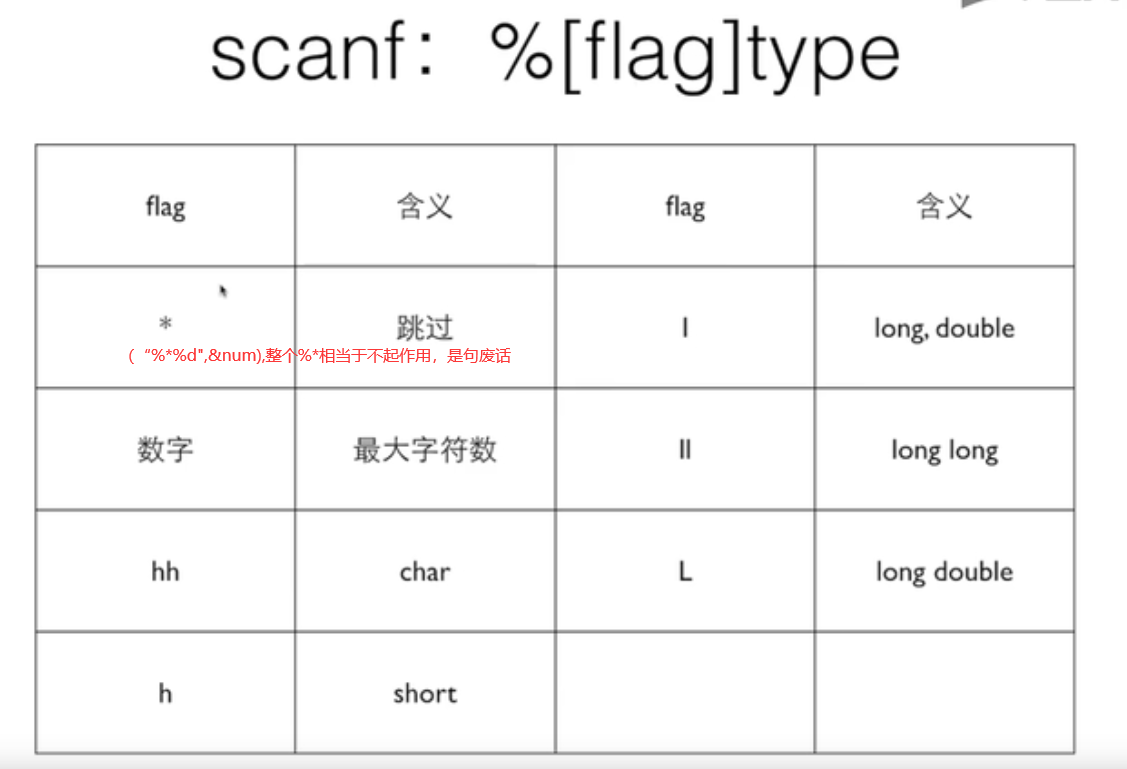 scanf：%[flag]type
flag 含义 flag 含义
* 跳过 l long, double
(“%*%d",&num),整个%*相当于不起作用，是句废话
数字 最大字符数 ll long long
hh char L long double
h short